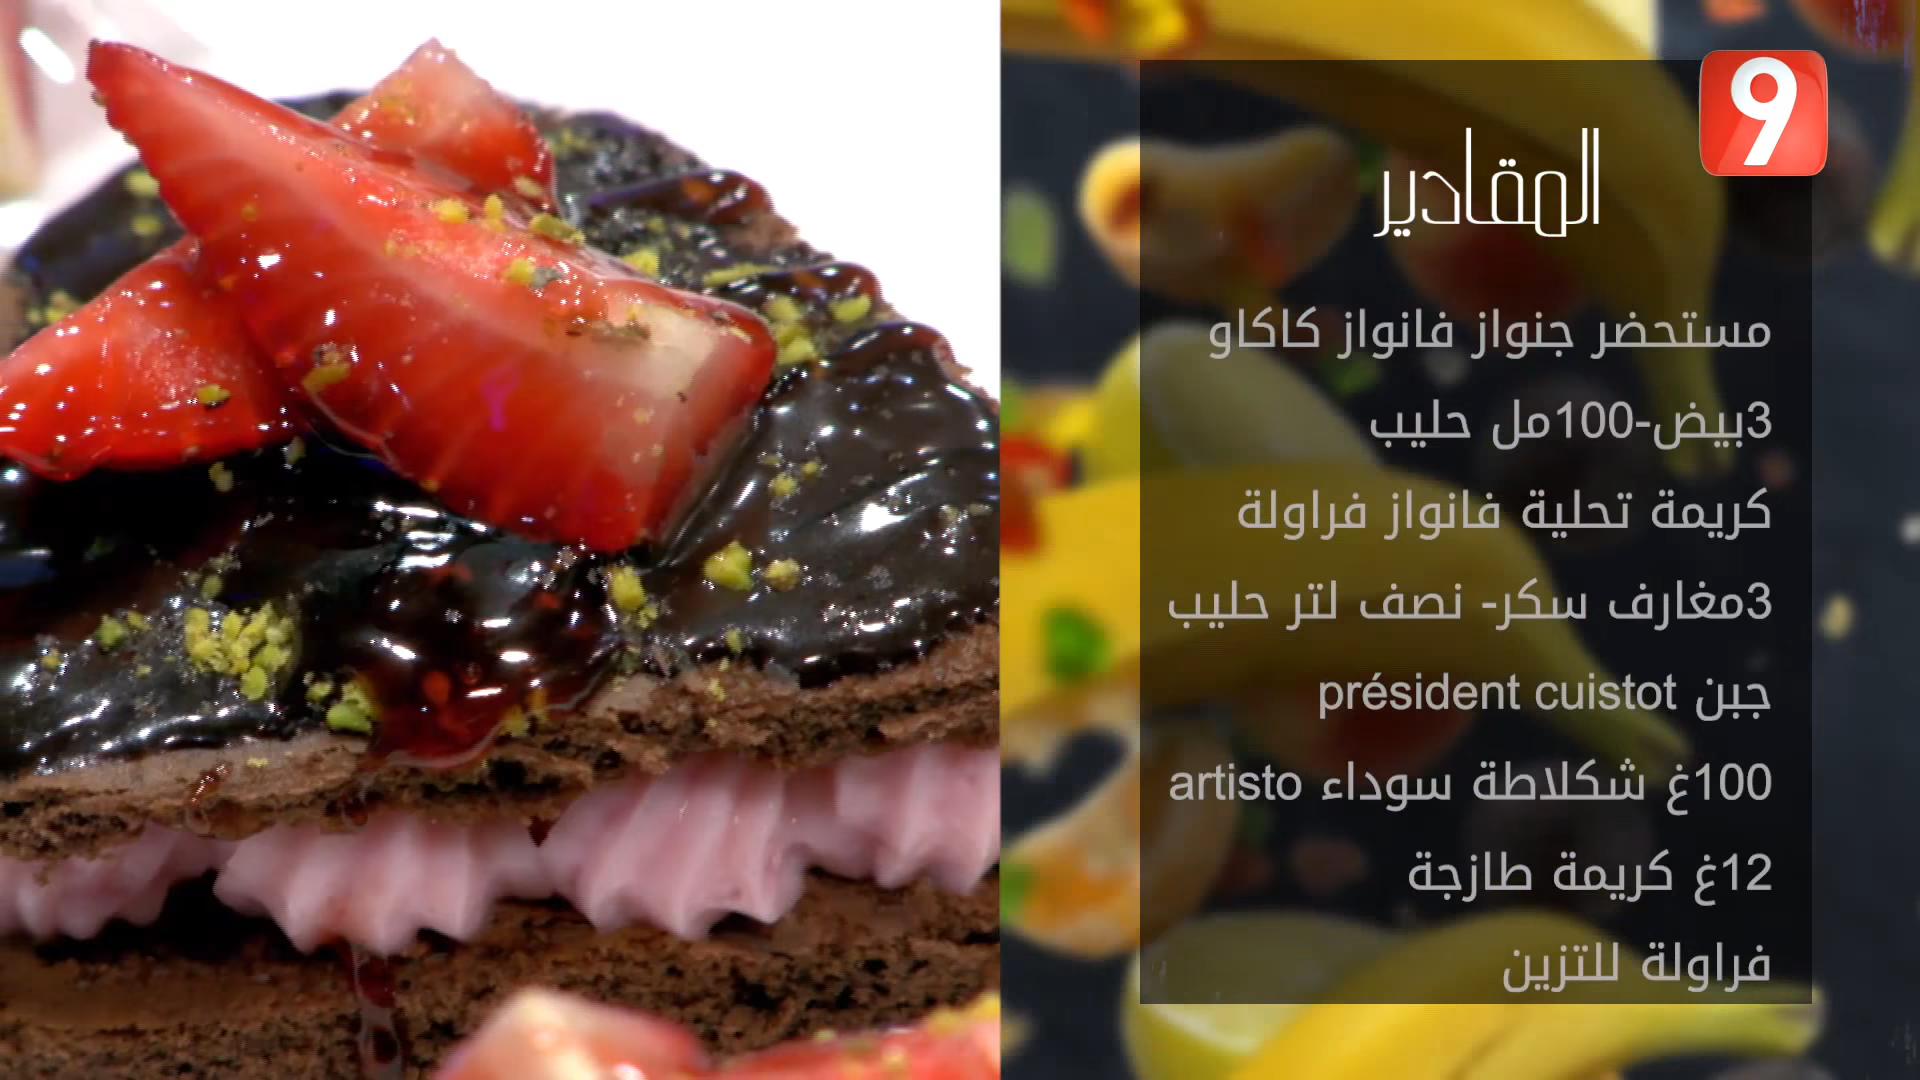 9
المقادير
مستحضر جنواز فانواز كاكاو
3بيض-100مل حليب
كريمة تحلية فانواز فراولة
3مغارف سكر- نصف لتر حليب
جبن président cuistot
100غ شكلاطة سوداء artisto
12غ كريمة طازجة
فراولة للتزين